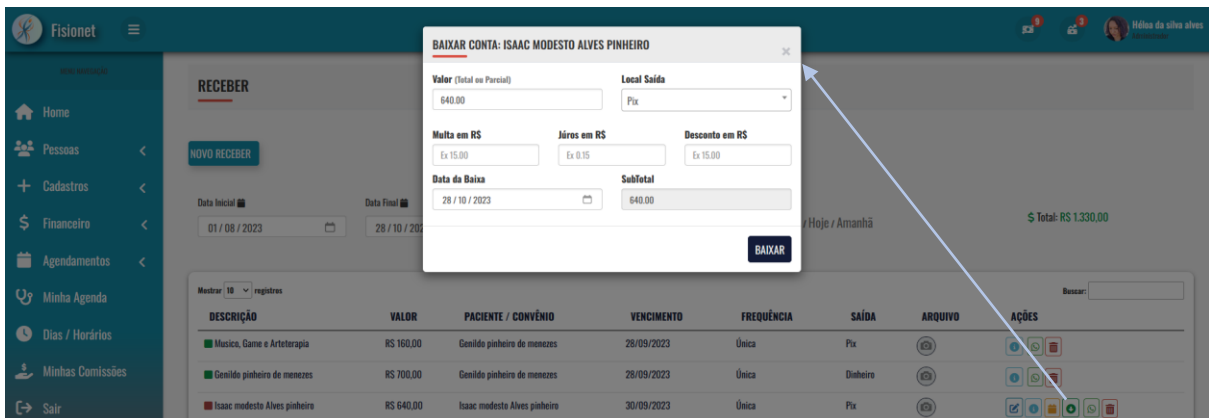 Fisionet
9
3
Héloa da silva alves
Administrador
RECEBER
BAIXAR CONTA: ISAAC MODESTO ALVES PINHEIRO
×
Valor (Total ou Parcial)
Local Saída
640.00
Pix
Multa em R$
Júros em R$
Desconto em R$
Ex 15.00
Ex 0.15
Ex 15.00
Data da Baixa
SubTotal
28 / 10 / 2023
640.00
BAIXAR
Home
Pessoas
Cadastros
Financeiro
Agendamentos
Minha Agenda
Dias / Horários
Minhas Comissões
Sair
NOVO RECEBER
Data Inicial
Data Final
01 / 08 / 2023
28 / 10 / 202
/ Hoje / Amanhã
$ Total: R$ 1.330,00
Mostrar 10 registros
Buscar:
DESCRIÇÃO VALOR PACIENTE / CONVÊNIO VENCIMENTO FREQUÊNCIA SAÍDA ARQUIVO AÇÕES
Musico, Game e Arteterapia R$ 160,00 Genildo pinheiro de menezes 28/09/2023 Única Pix
Genildo pinheiro de menezes R$ 700,00 Genildo pinheiro de menezes 28/09/2023 Única Dinheiro
Isaac modesto Alves pinheiro R$ 640,00 Isaac modesto Alves pinheiro 30/09/2023 Única Pix